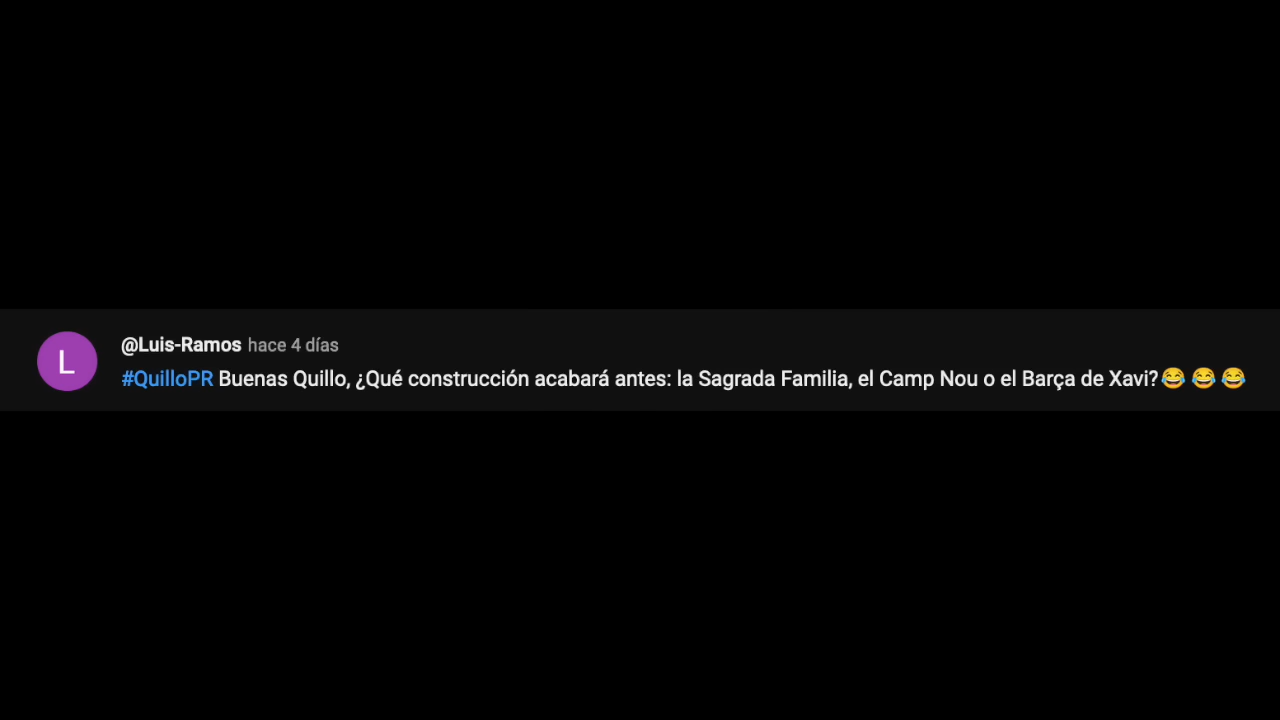 L
@Luis-Ramos hace 4 días
#QuilloPR Buenas Quillo, ¿Qué construcción acabará antes: la Sagrada Familia, el Camp Nou o el Barça de Xavi?😂😂😂